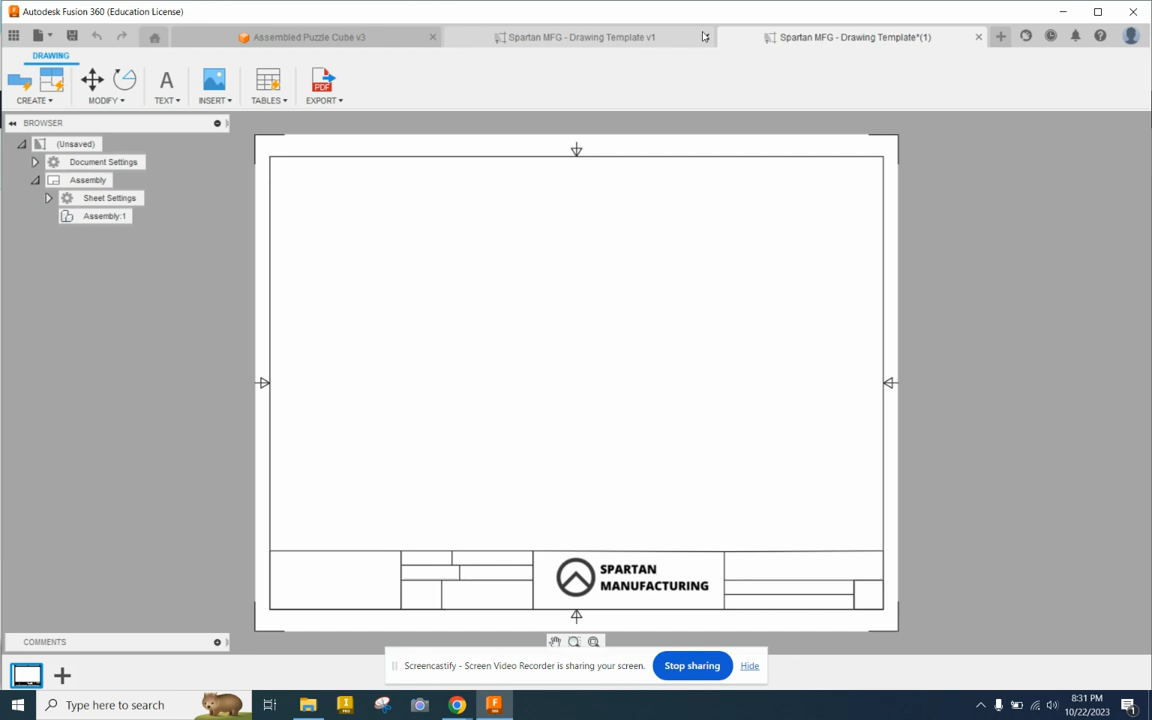 Autodesk Fusion 360 (Education License)
Assembled Puzzle Cube v3
Spartan MFG - Drawing Template v1
Spartan MFG - Drawing Template*(1)
DRAWING
CREATE
MODIFY
TEXT
INSERT
TABLES
PDF
EXPORT
BROWSER
(Unsaved)
Document Settings
Assembly
Sheet Settings
Assembly:1
SPARTAN
MANUFACTURING
COMMENTS
Screencastify - Screen Video Recorder is sharing your screen.
Stop sharing
Hide
Type here to search
8:31 PM
10/22/2023
1